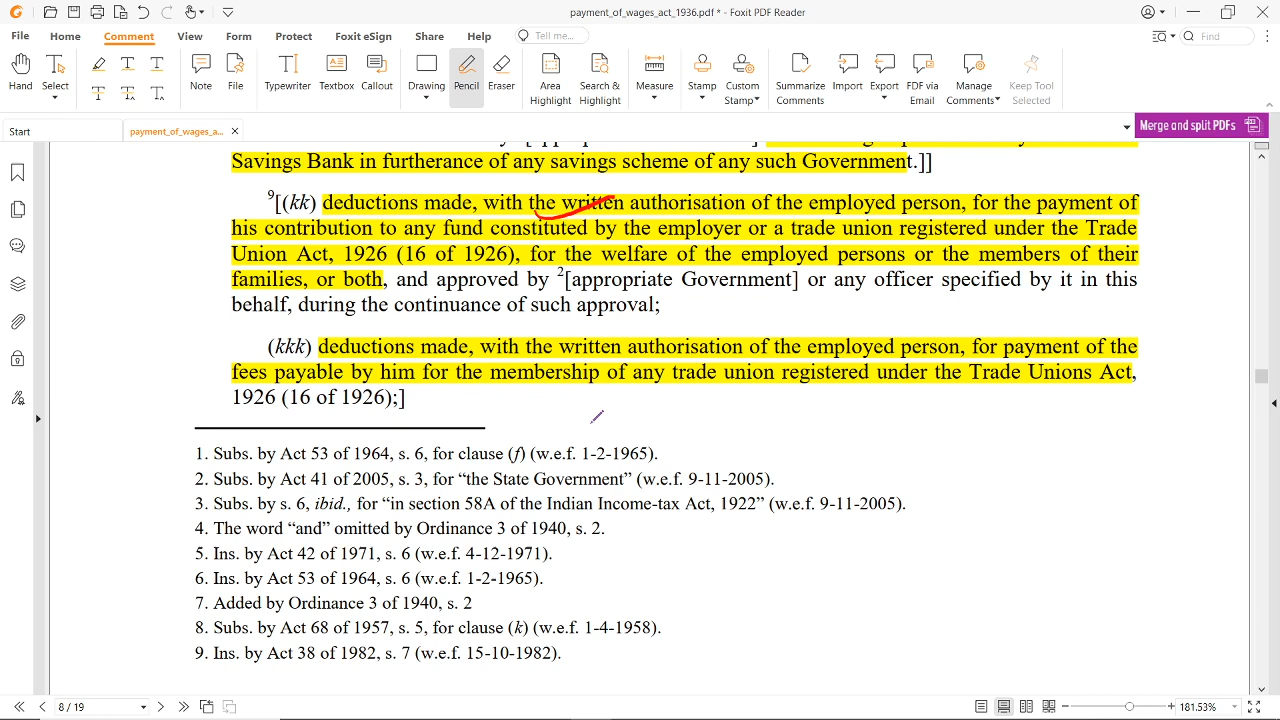 payment_of_wages_act_1936.pdf * - Foxit PDF Reader
File Home Comment View Form Protect Foxit eSign Share Help Tell me... Find
Hand Select Note File Typewriter Textbox Callout Drawing Pencil Eraser Area Highlight Search & Highlight Measure Stamp Custom Stamp Summarize Comments Import Export FDF via Email Manage Comments Keep Tool Selected
Start payment_of_wages_a... Merge and split PDFs
Savings Bank in furtherance of any savings scheme of any such Government.]]
9[(kk) deductions made, with the written authorisation of the employed person, for the payment of
his contribution to any fund constituted by the employer or a trade union registered under the Trade
Union Act, 1926 (16 of 1926), for the welfare of the employed persons or the members of their
families, or both, and approved by 2[appropriate Government] or any officer specified by it in this
behalf, during the continuance of such approval;
(kkk) deductions made, with the written authorisation of the employed person, for payment of the
fees payable by him for the membership of any trade union registered under the Trade Unions Act,
1926 (16 of 1926);]
1. Subs. by Act 53 of 1964, s. 6, for clause (f) (w.e.f. 1-2-1965).
2. Subs. by Act 41 of 2005, s. 3, for “the State Government” (w.e.f. 9-11-2005).
3. Subs. by s. 6, ibid., for “in section 58A of the Indian Income-tax Act, 1922” (w.e.f. 9-11-2005).
4. The word “and” omitted by Ordinance 3 of 1940, s. 2.
5. Ins. by Act 42 of 1971, s. 6 (w.e.f. 4-12-1971).
6. Ins. by Act 53 of 1964, s. 6 (w.e.f. 1-2-1965).
7. Added by Ordinance 3 of 1940, s. 2
8. Subs. by Act 68 of 1957, s. 5, for clause (k) (w.e.f. 1-4-1958).
9. Ins. by Act 38 of 1982, s. 7 (w.e.f. 15-10-1982).
8 / 19 181.53%